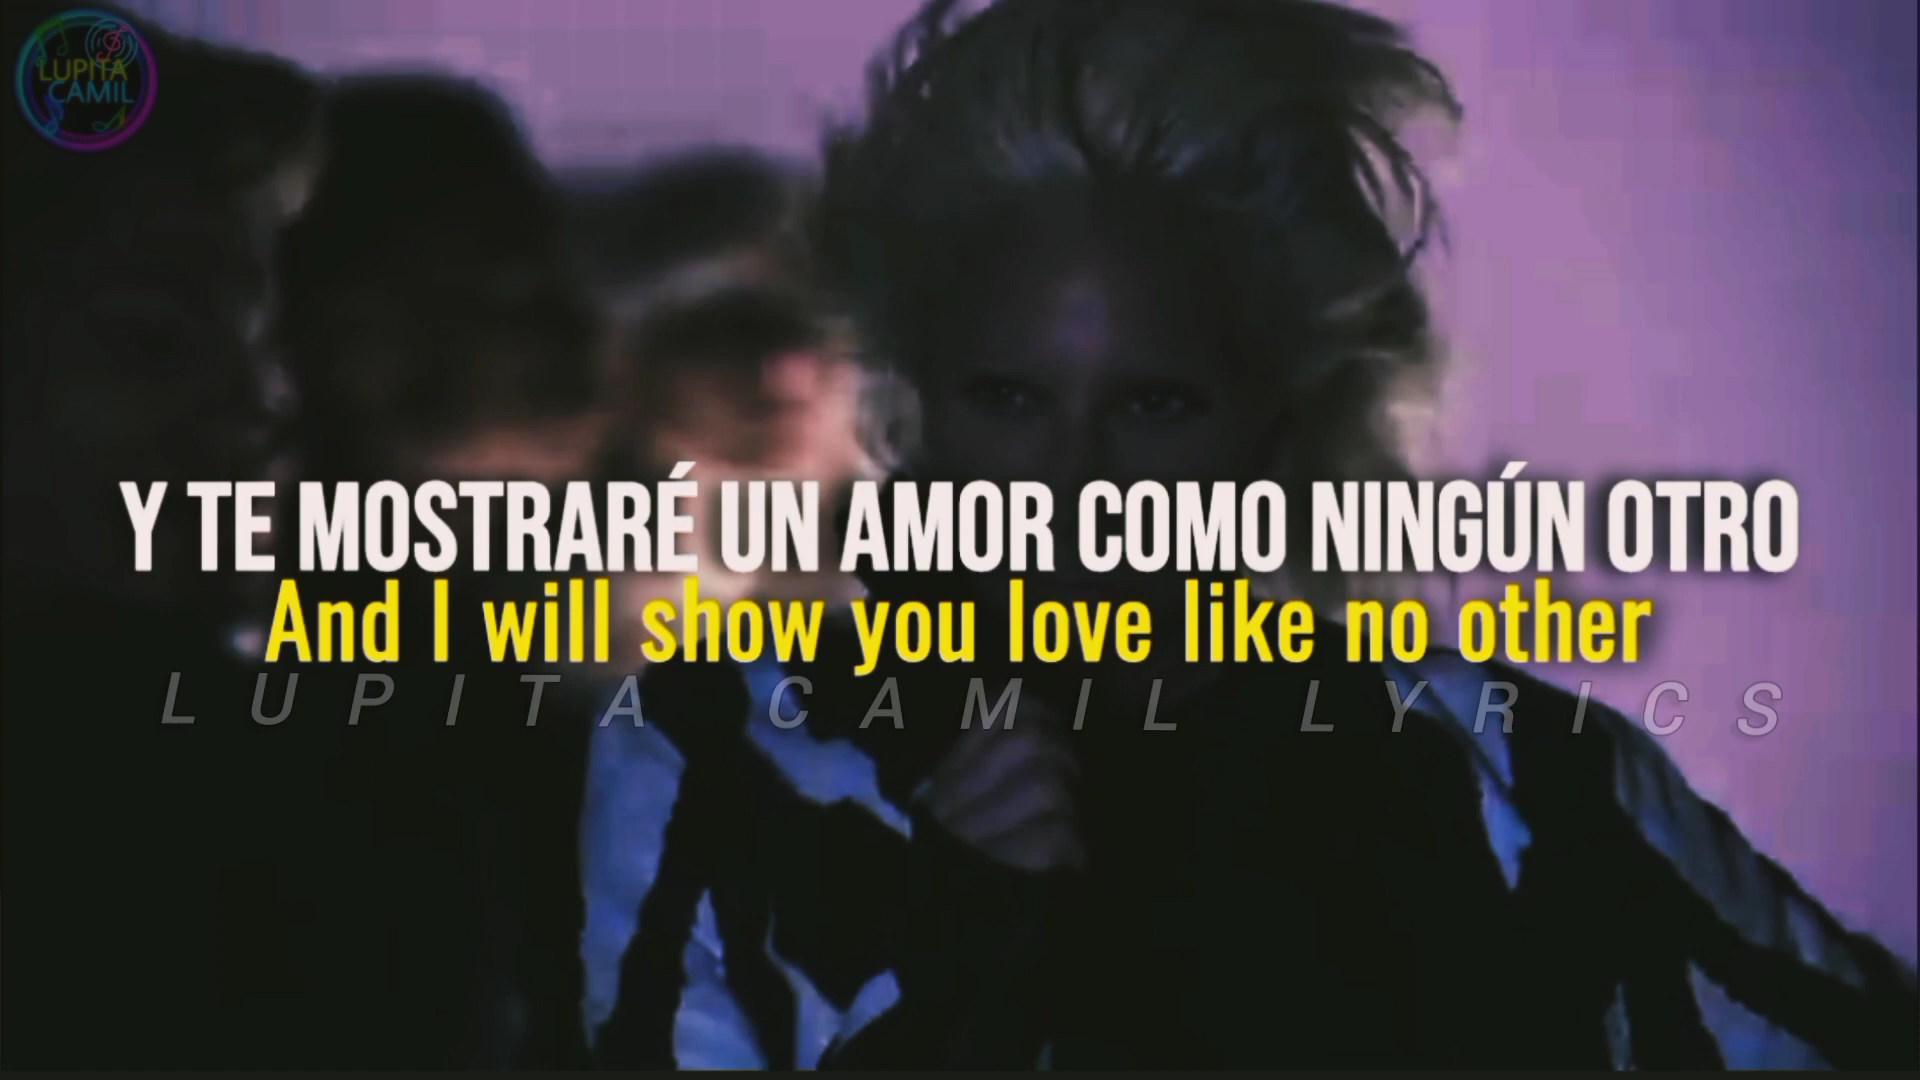 LUPITA
CAMIL
Y TE MOSTRARÉ UN AMOR COMO NINGÚN OTRO
And I will show you love like no other
LUPITA CAMIL LYRICS